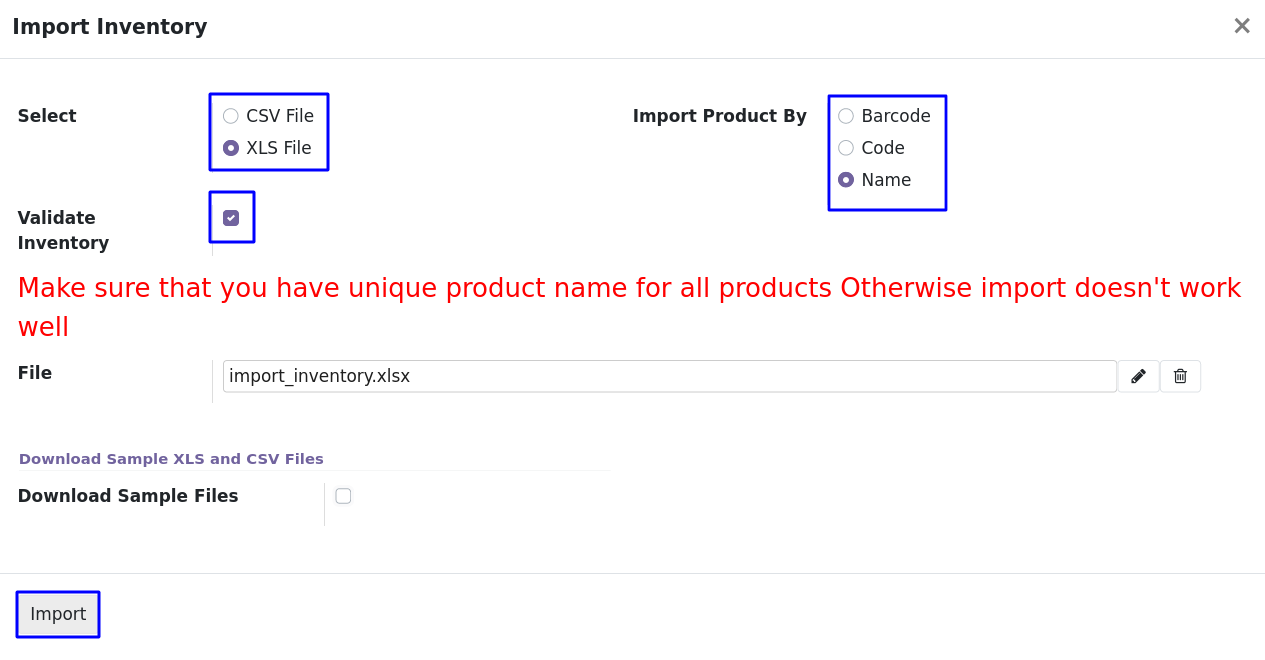 Import Inventory
Select
CSV File
XLS File
Import Product By
Barcode
Code
Name
Validate
Inventory
Make sure that you have unique product name for all products Otherwise import doesn't work
well
File
import_inventory.xlsx
Download Sample XLS and CSV Files
Download Sample Files
Import